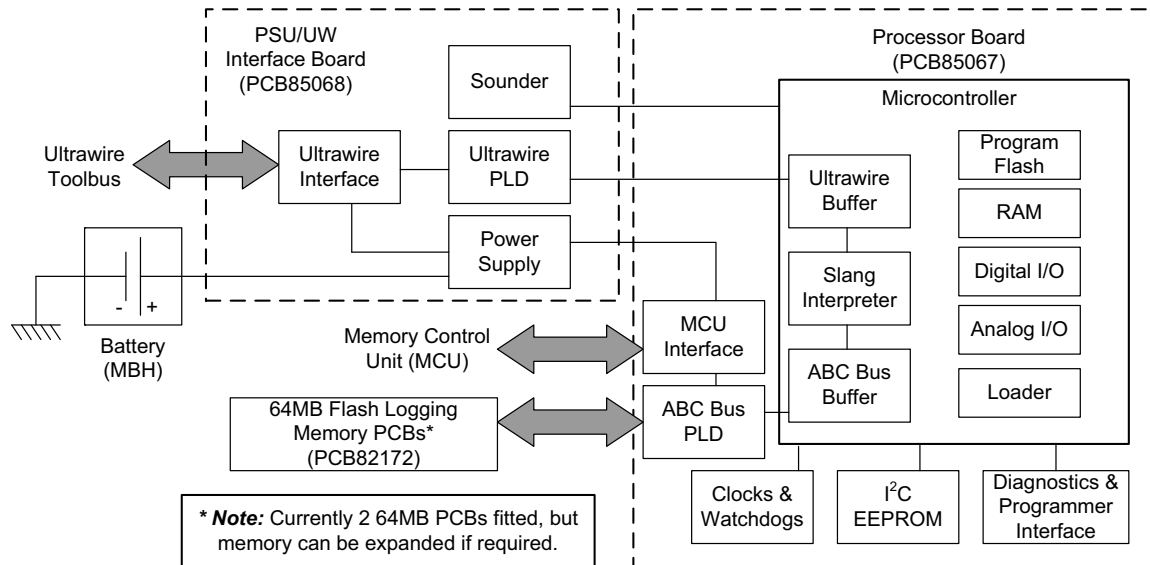 PSU/UW
Interface Board
(PCB85068)
Sounder
Processor Board
(PCB85067)
Microcontroller
Ultrawire
Toolbus
Ultrawire
Interface
Ultrawire
PLD
Ultrawire
Buffer
Program
Flash
RAM
Power
Supply
Slang
Interpreter
Digital I/O
- +
Battery
(MBH)
Memory Control
Unit (MCU)
MCU
Interface
Analog I/O
ABC Bus
Buffer
Loader
64MB Flash Logging
Memory PCBs*
(PCB82172)
ABC Bus
PLD
Clocks &
Watchdogs
I²C
EEPROM
Diagnostics &
Programmer
Interface
* Note: Currently 2 64MB PCBs fitted, but
memory can be expanded if required.